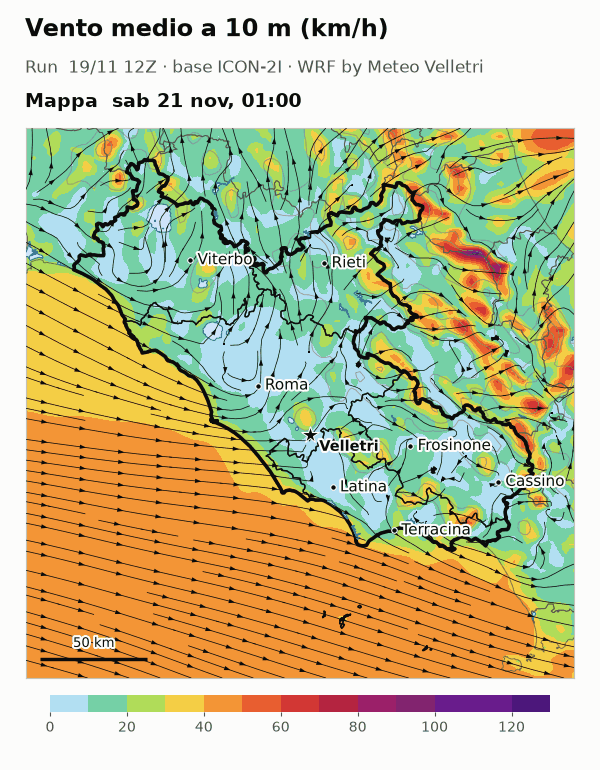 Vento medio a 10 m (km/h)
Run 19/11 12Z · base ICON-2I · WRF by Meteo Velletri
Mappa sab 21 nov, 01:00
Viterbo
Rieti
Roma
Velletri
Frosinone
Latina
Cassino
Terracina
50 km
0 20 40 60 80 100 120